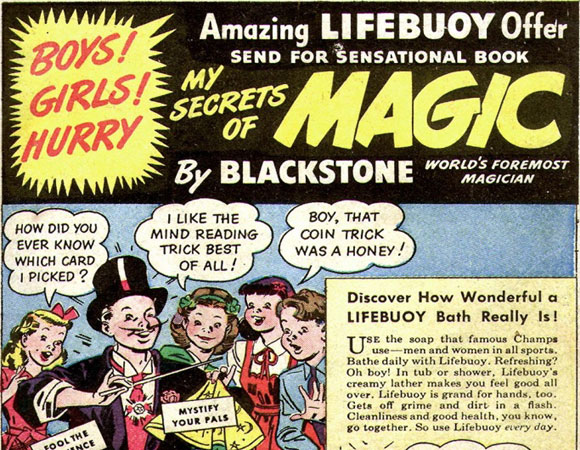 BOYS!
GIRLS!
HURRY
Amazing LIFEBUOY Offer
SEND FOR SENSATIONAL BOOK
MY
SECRETS
OF
MAGIC
By BLACKSTONE
WORLD'S FOREMOST
MAGICIAN
HOW DID YOU
EVER KNOW
WHICH CARD
I PICKED?
I LIKE THE
MIND READING
TRICK BEST
OF ALL!
BOY, THAT
COIN TRICK
WAS A HONEY!
MYSTIFY
YOUR PALS
FOOL THE
Discover How Wonderful a
LIFEBUOY Bath Really Is!
USE the soap that famous Champs
use—men and women in all sports.
Bathe daily with Lifebuoy. Refreshing?
Oh boy! In tub or shower, Lifebuoy's
creamy lather makes you feel good all
over. Lifebuoy is grand for hands, too.
Gets off grime and dirt in a flash.
Cleanliness and good health, you know,
go together. So use Lifebuoy every day.